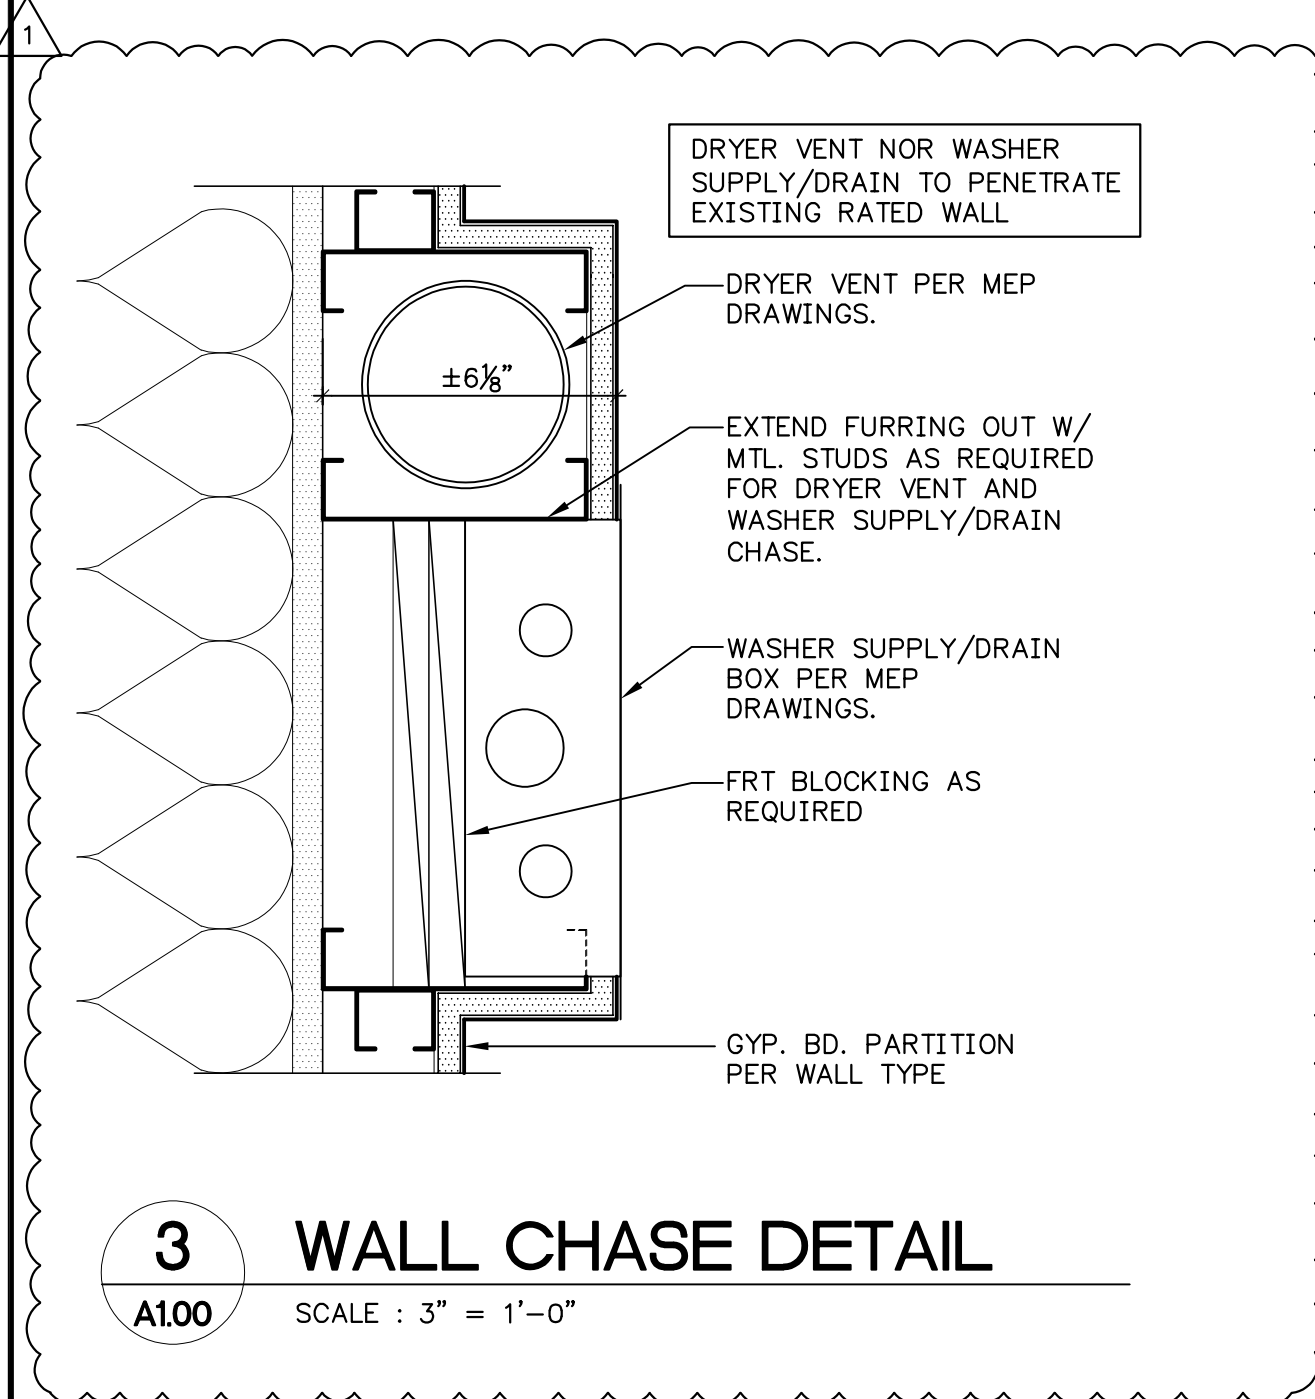 1
DRYER VENT NOR WASHER
SUPPLY/DRAIN TO PENETRATE
EXISTING RATED WALL
DRYER VENT PER MEP
DRAWINGS.
±6⅛"
EXTEND FURRING OUT W/
MTL. STUDS AS REQUIRED
FOR DRYER VENT AND
WASHER SUPPLY/DRAIN
CHASE.
WASHER SUPPLY/DRAIN
BOX PER MEP
DRAWINGS.
FRT BLOCKING AS
REQUIRED
GYP. BD. PARTITION
PER WALL TYPE
3
WALL CHASE DETAIL
A1.00
SCALE : 3" = 1'-0"